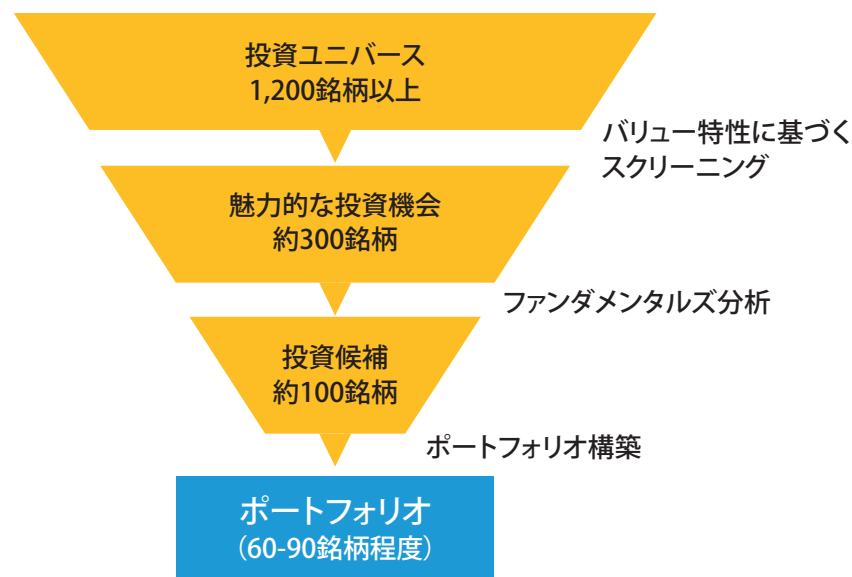 投資ユニバース
1,200銘柄以上
バリュー特性に基づく
スクリーニング
魅力的な投資機会
約300銘柄
ファンダメンタルズ分析
投資候補
約100銘柄
ポートフォリオ構築
ポートフォリオ
（60-90銘柄程度）